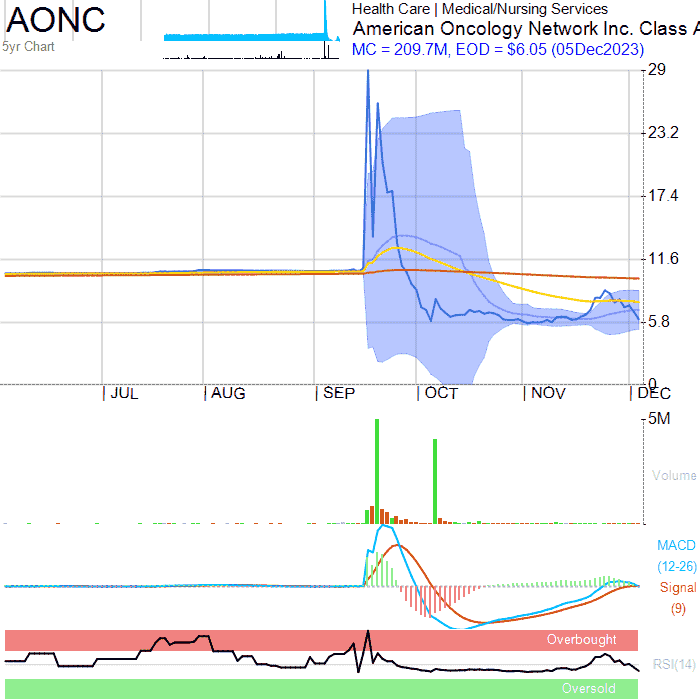 AONC
5yr Chart
Health Care | Medical/Nursing Services
American Oncology Network Inc. Class A
MC = 209.7M, EOD = $6.05 (05Dec2023)
29
23.2
17.4
11.6
5.8
0
JUL
AUG
SEP
OCT
NOV
DEC
5M
Volume
MACD
(12-26)
Signal
(9)
Overbought
RSI(14)
Oversold